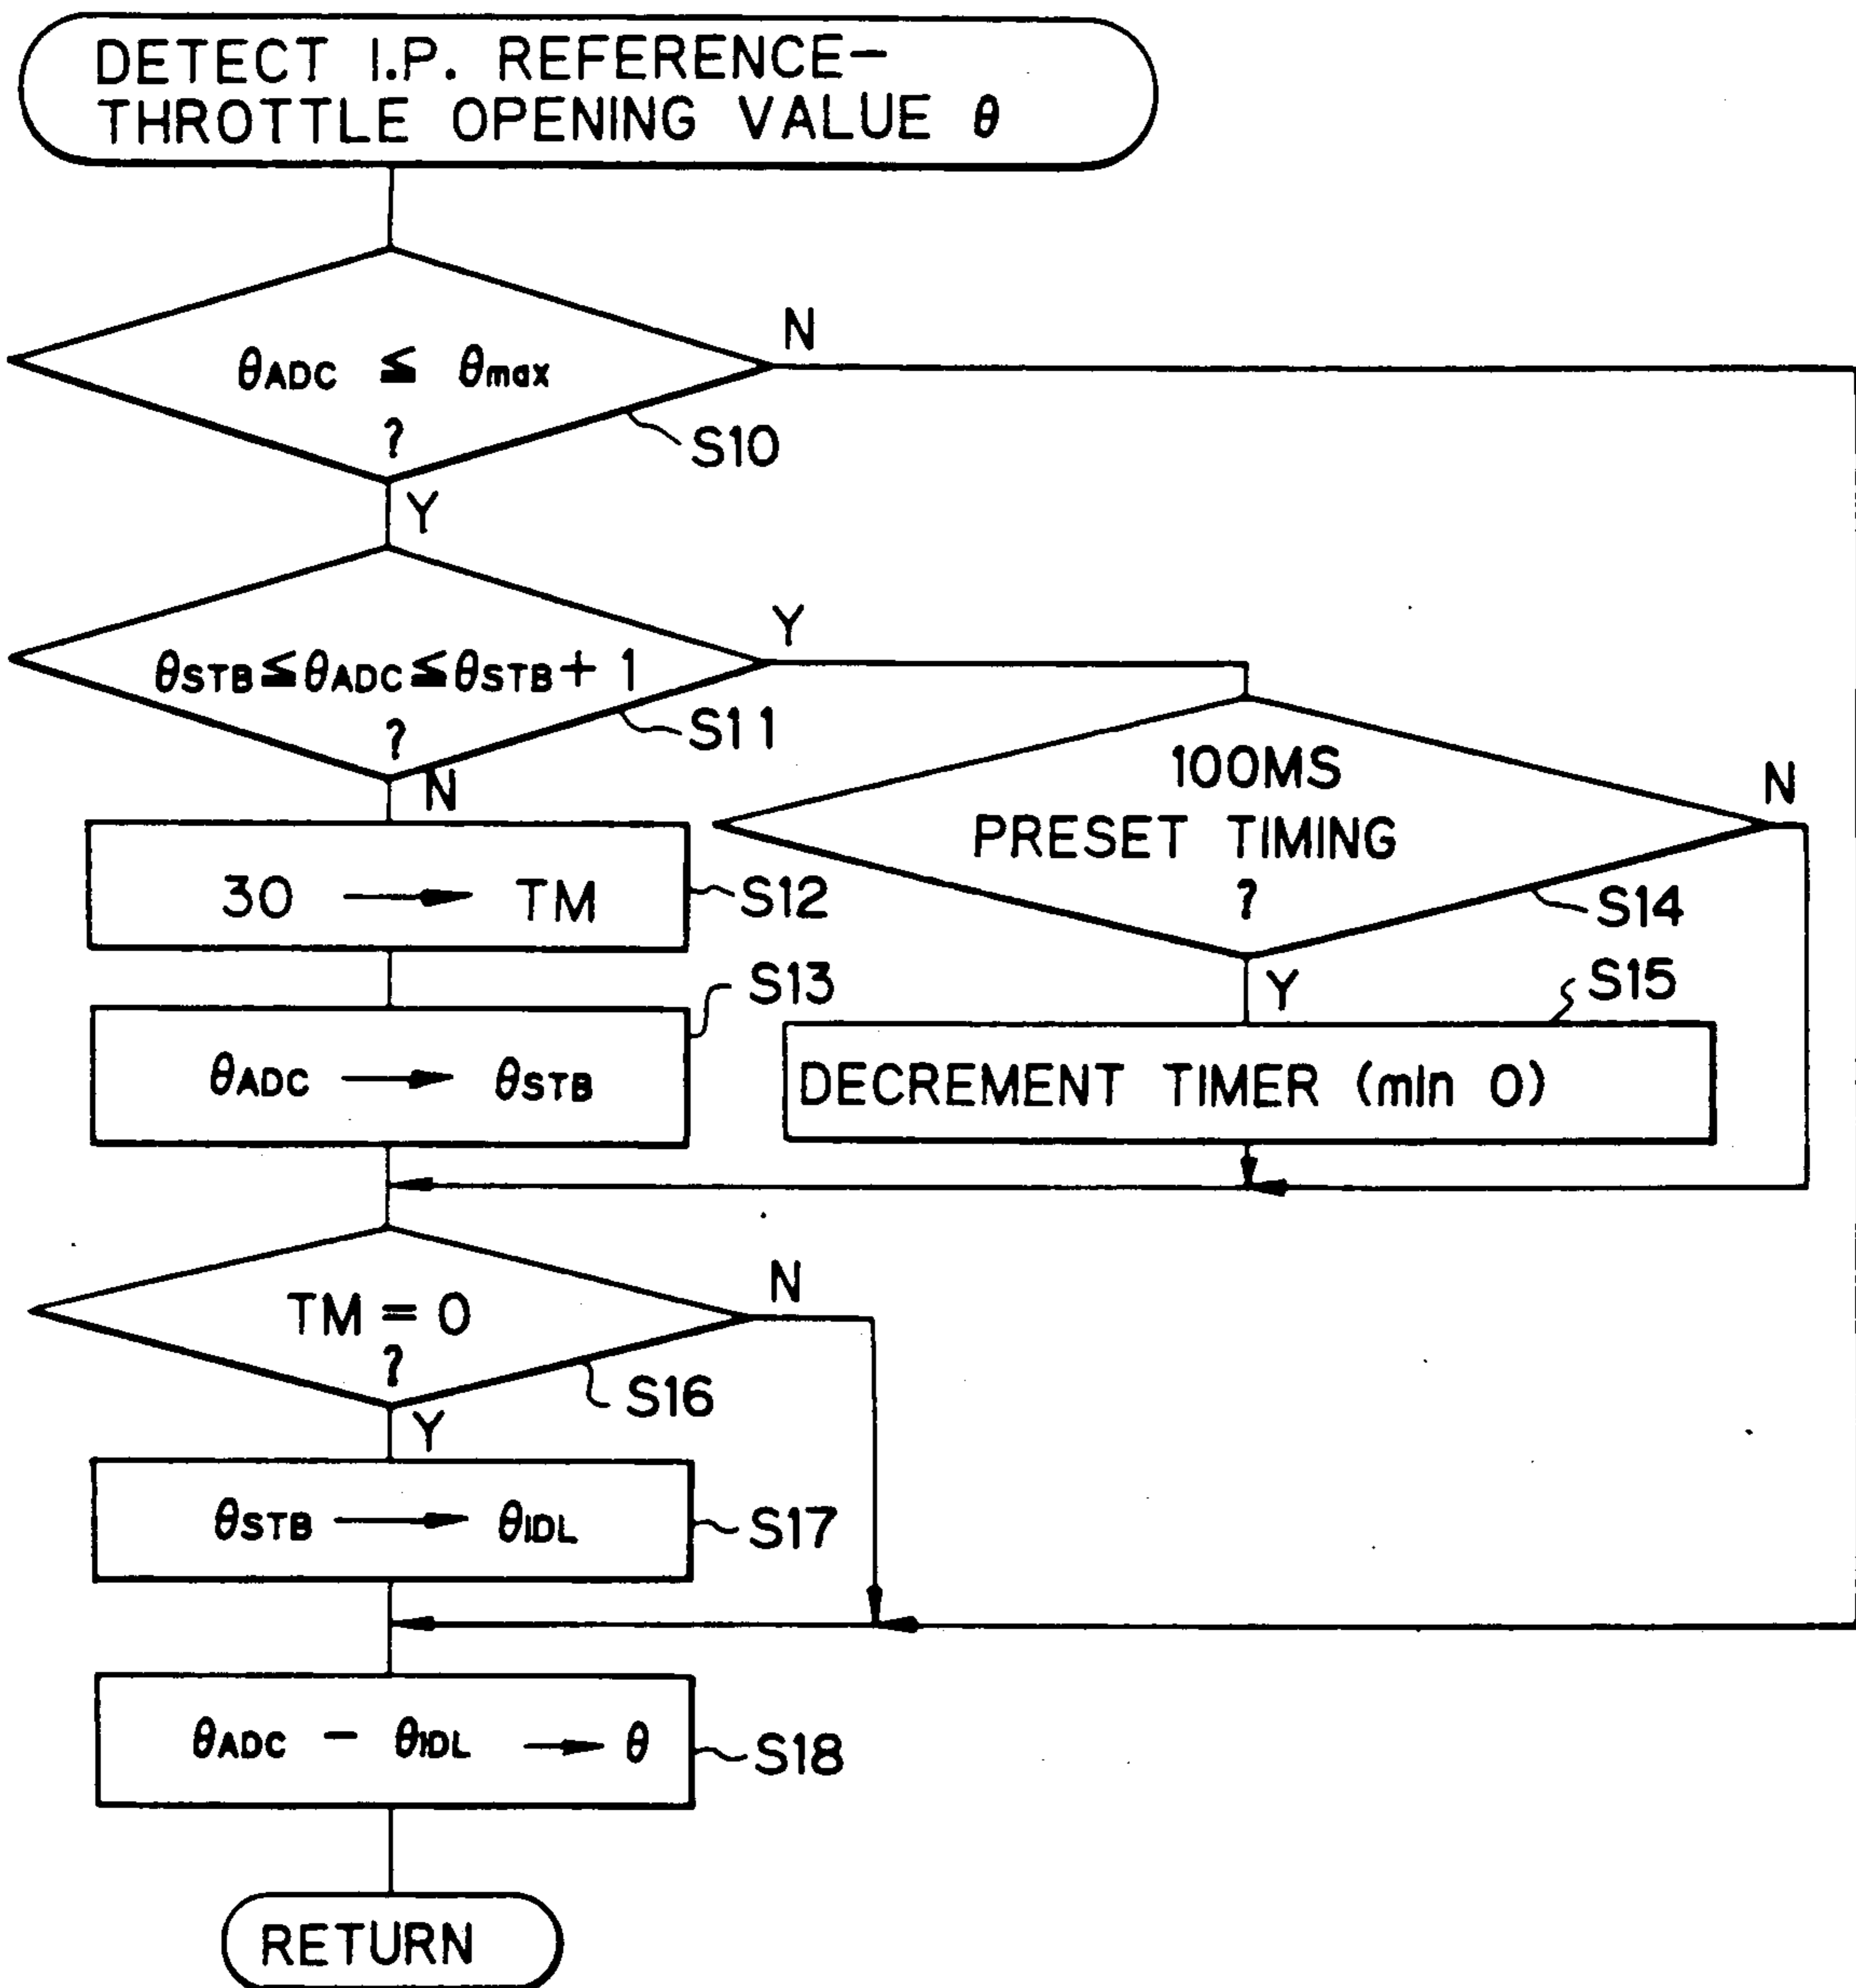 DETECT I.P. REFERENCE-
THROTTLE OPENING VALUE θ
θADC ≦ θmax
?
N
S10
Y
θSTB≦θADC≦θSTB+ 1
?
Y
S11
N
100MS
PRESET TIMING
?
N
S14
30 → TM
S12
Y
S13
S15
θADC → θSTB
DECREMENT TIMER (min 0)
TM = 0
?
N
S16
Y
θSTB → θIDL
S17
θADC - θIDL → θ
S18
RETURN